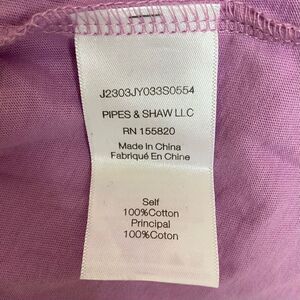 J2303JY033S0554
PIPES & SHAW LLC
RN 155820
Made In China
Fabriqué En Chine
Self
100%Cotton
Principal
100%Coton